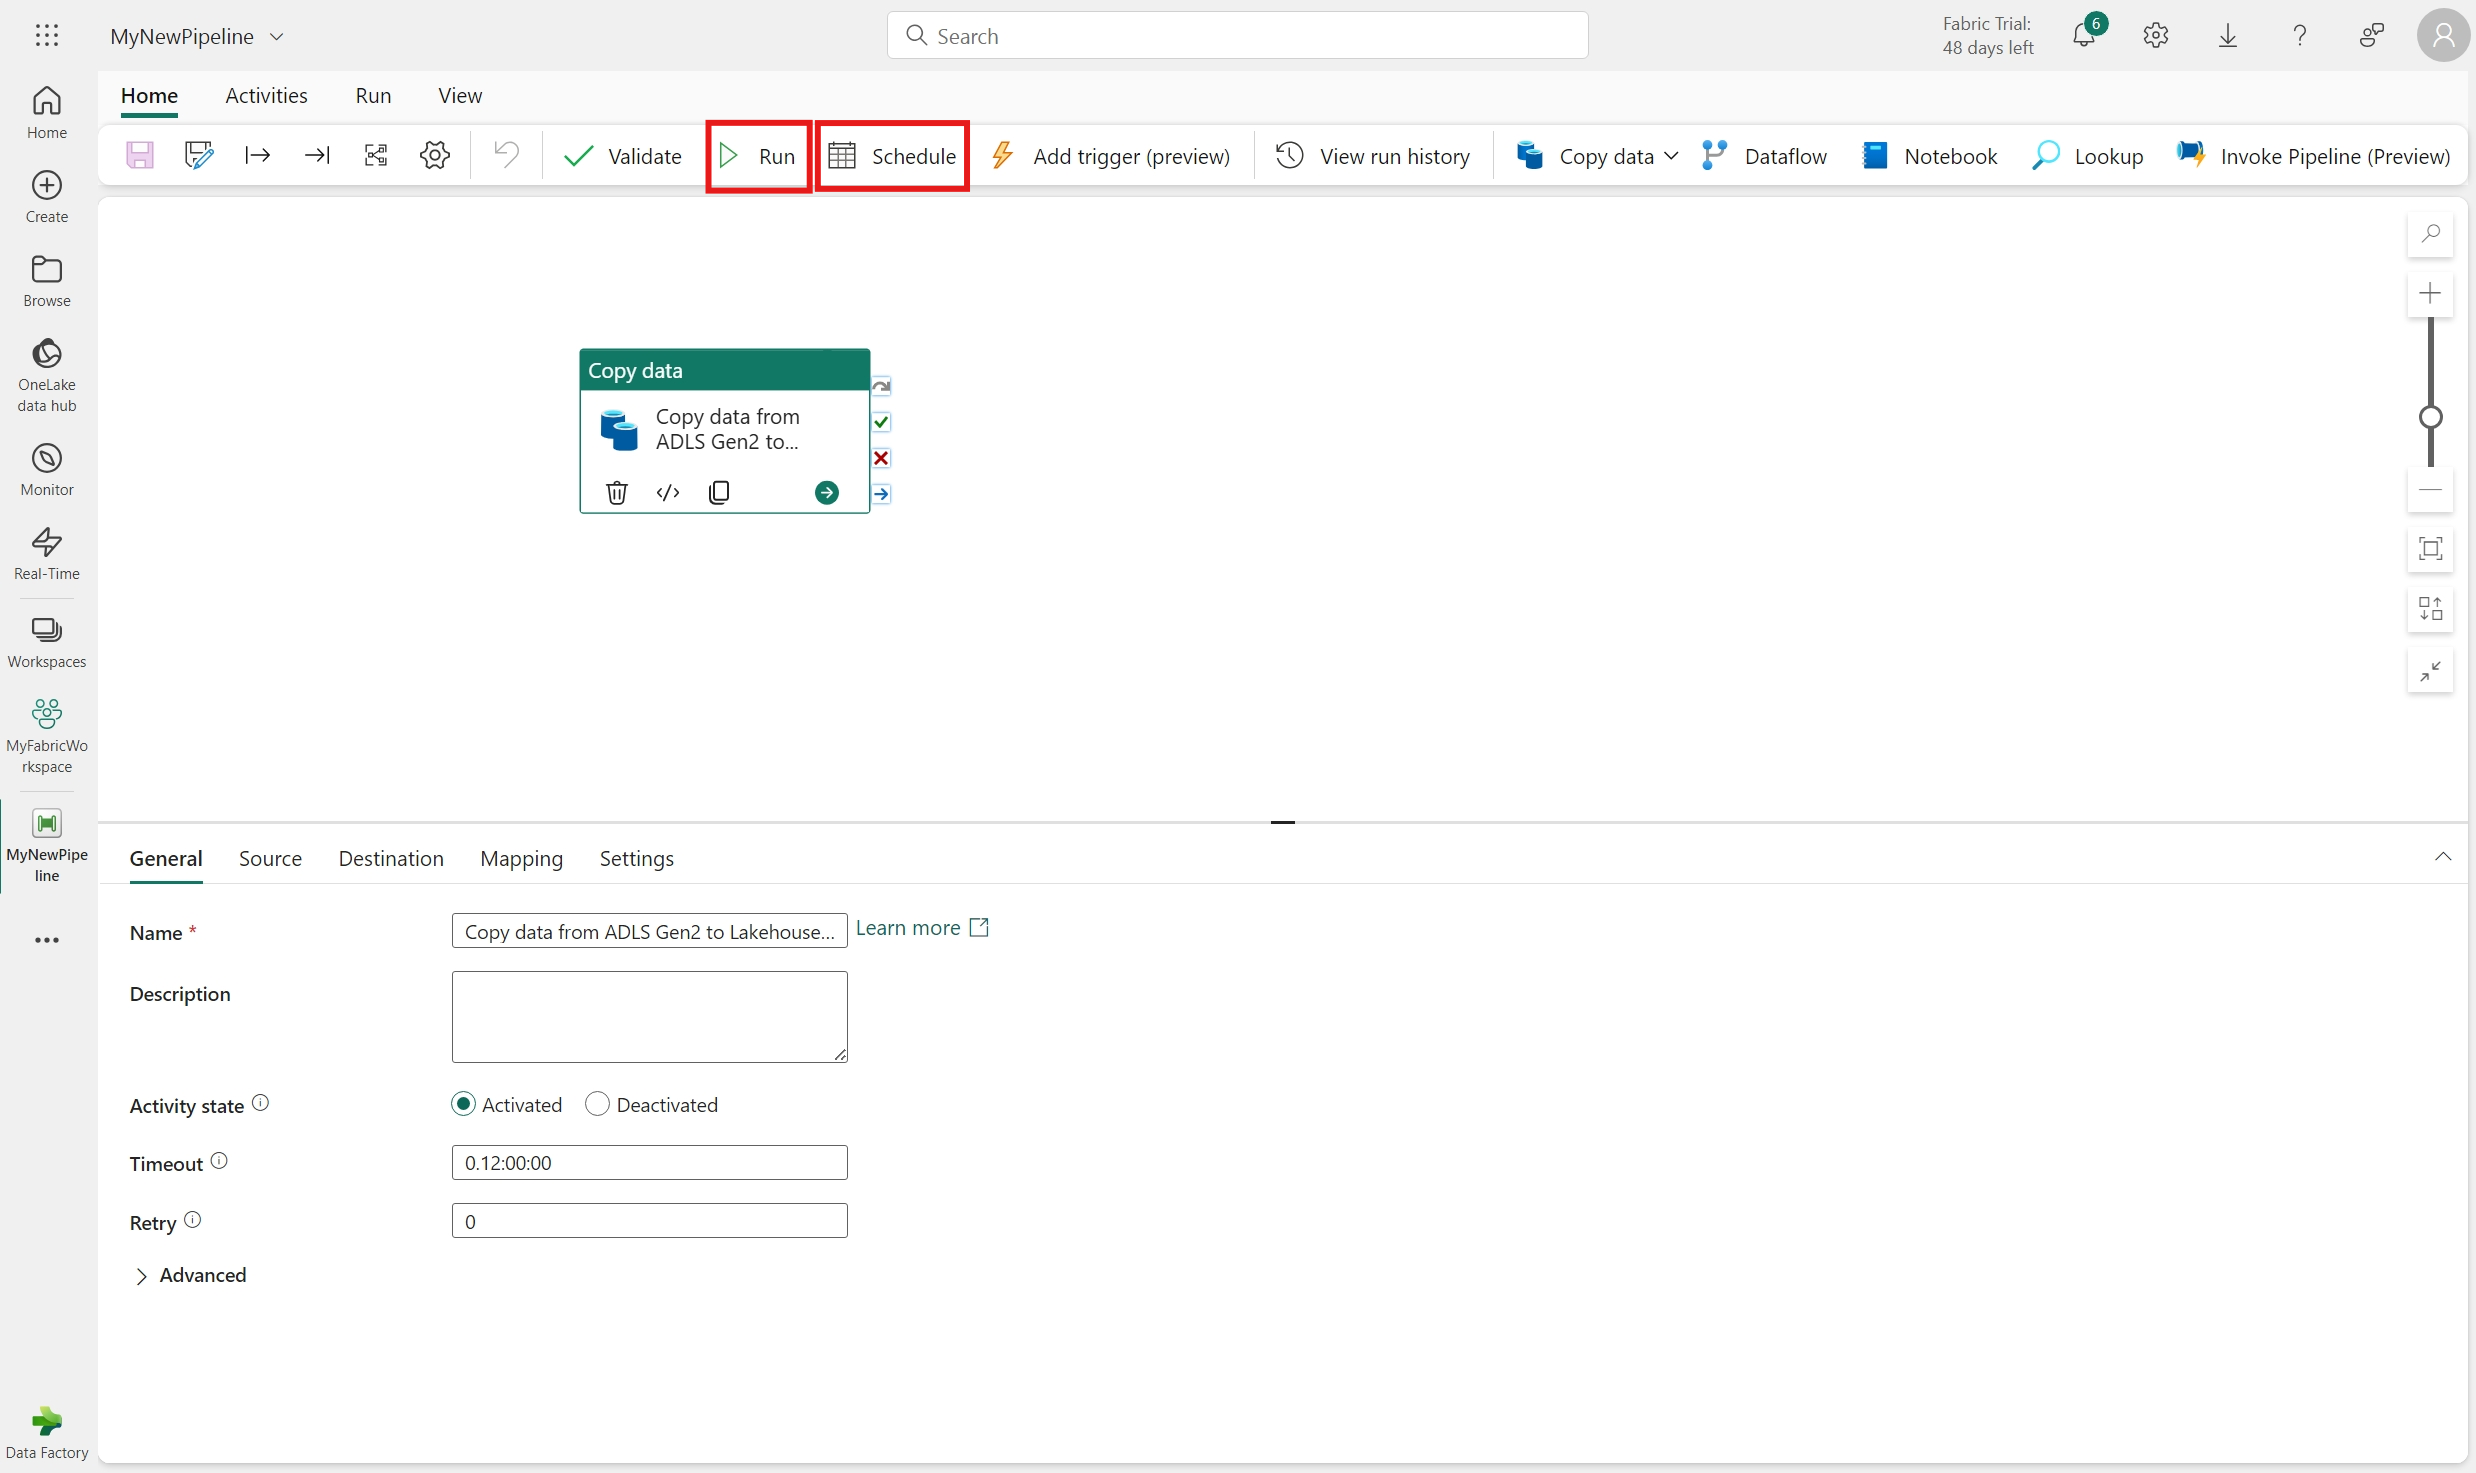 MyNewPipeline
Search
Fabric Trial:
48 days left
6
Home
Activities
Run
View
Validate
Run
Schedule
Add trigger (preview)
View run history
Copy data
Dataflow
Notebook
Lookup
Invoke Pipeline (Preview)
Home
Create
Browse
OneLake
data hub
Monitor
Real-Time
Workspaces
MyFabricWo
rkspace
MyNewPipe
line
Data Factory
Copy data
Copy data from
ADLS Gen2 to...
General
Source
Destination
Mapping
Settings
Name *
Copy data from ADLS Gen2 to Lakehouse...
Learn more
Description
Activity state
Activated
Deactivated
Timeout
0.12:00:00
Retry
0
Advanced